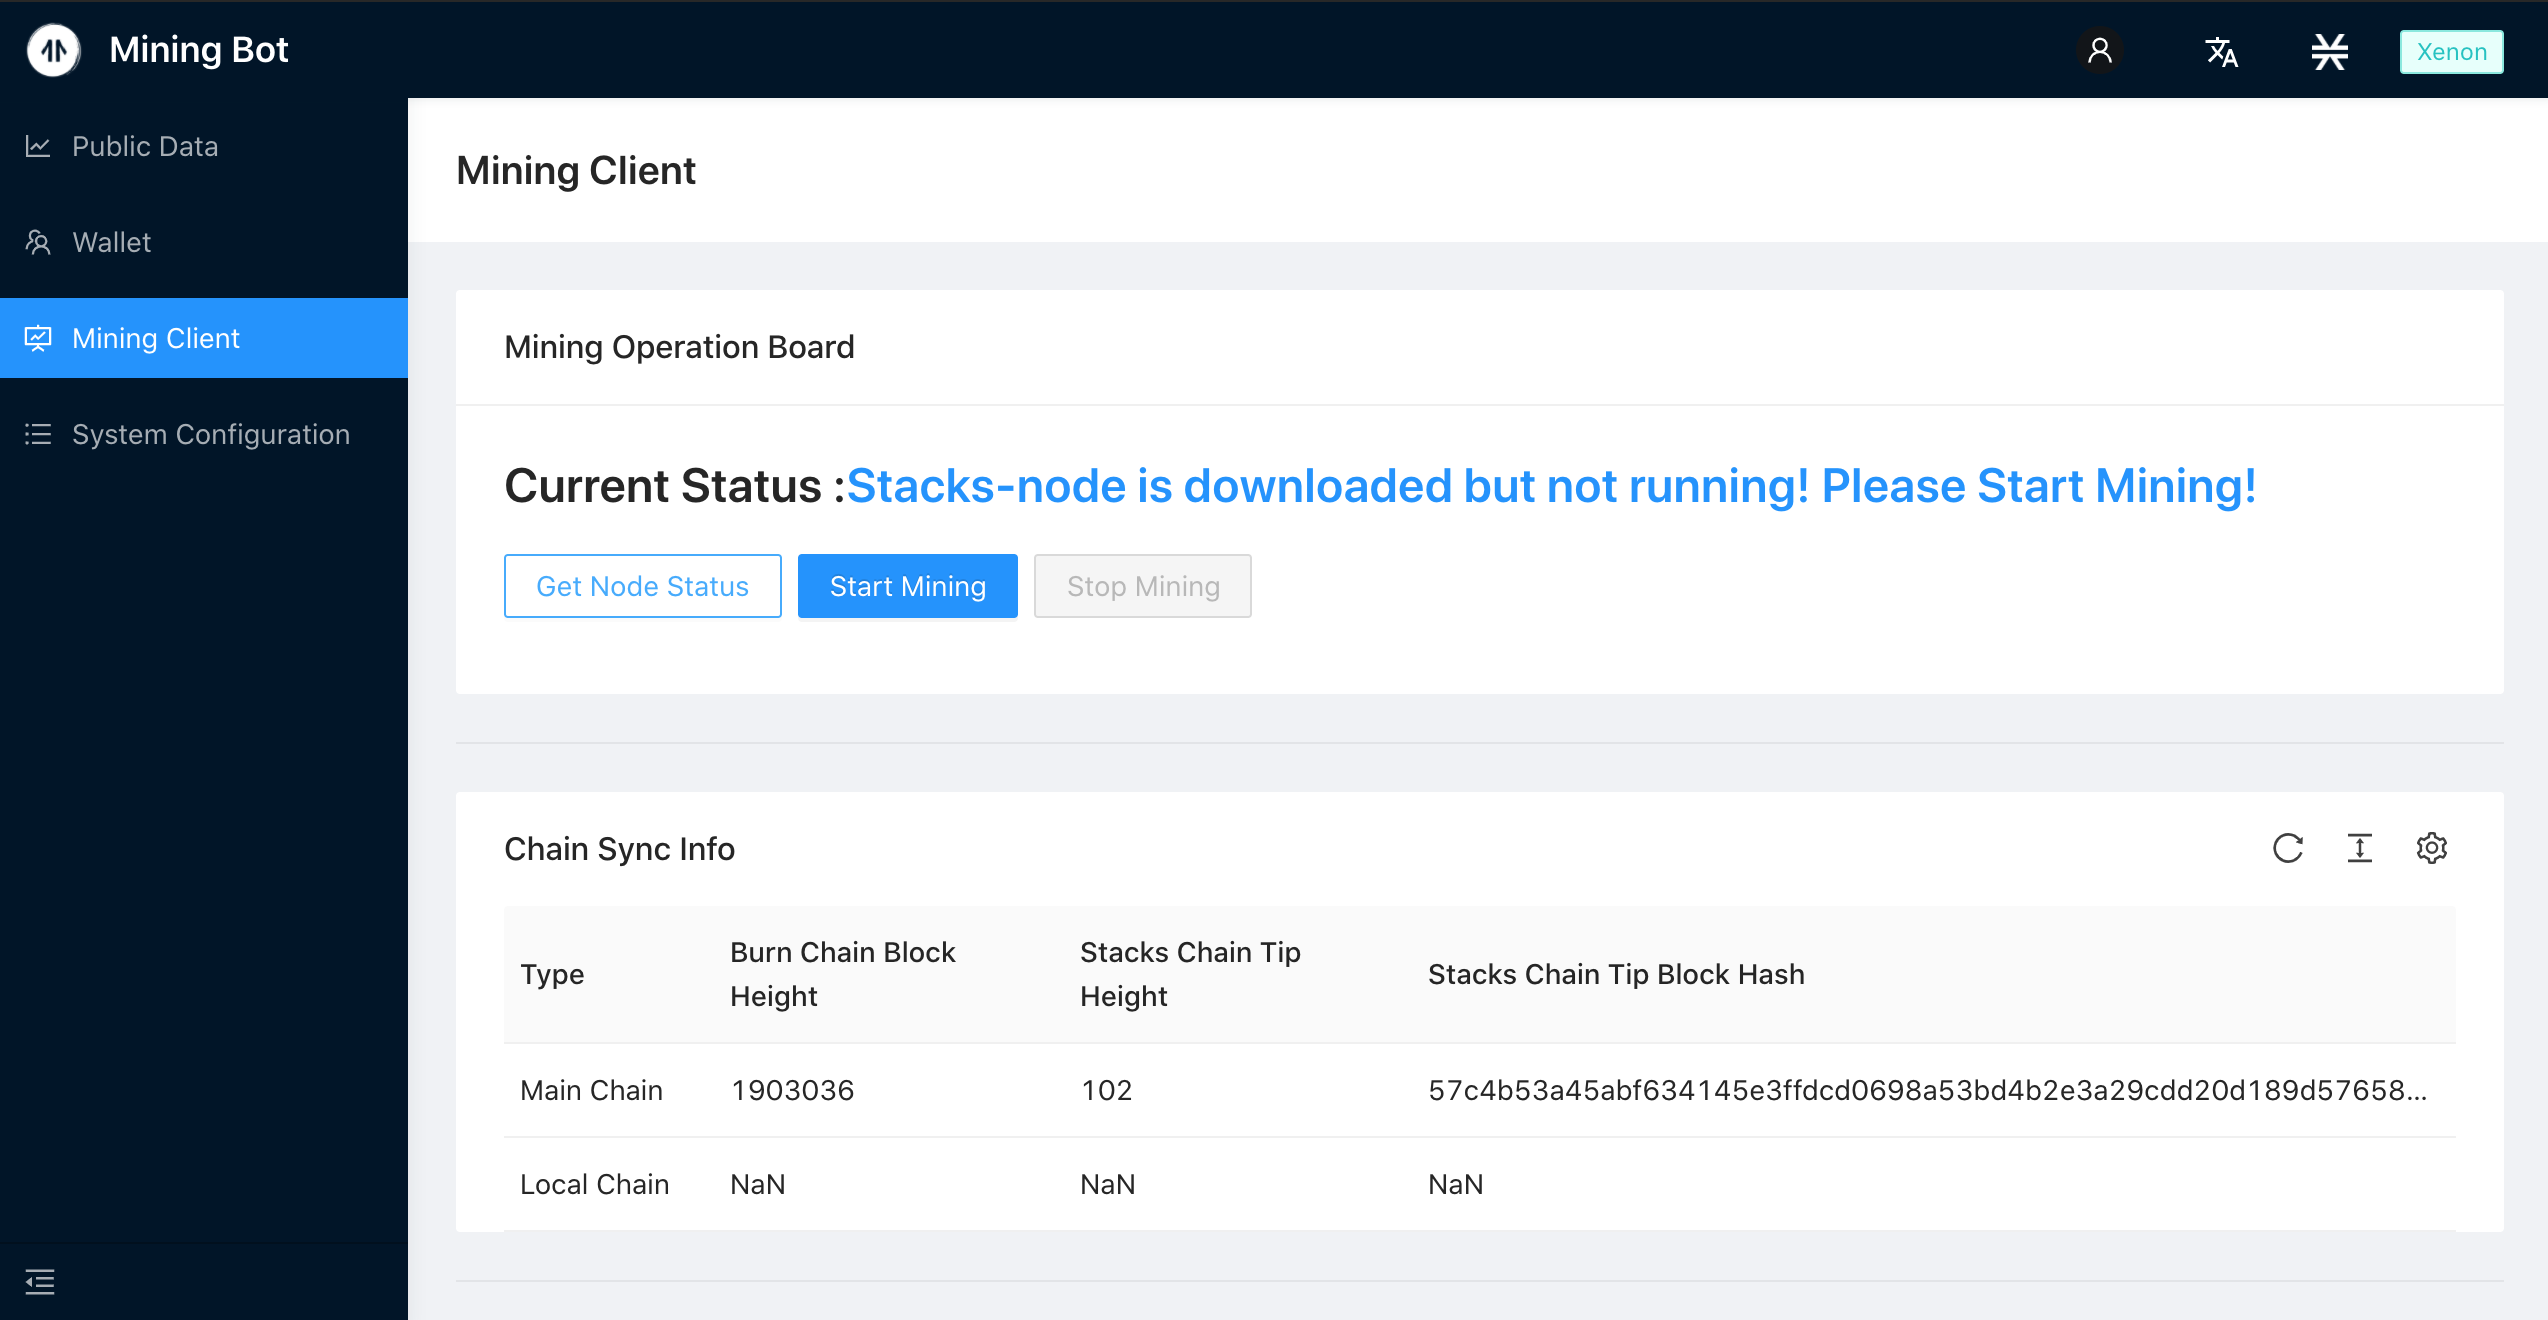 Mining Bot
Xenon
Public Data
Wallet
Mining Client
System Configuration
Mining Client
Mining Operation Board
Current Status :Stacks-node is downloaded but not running! Please Start Mining!
Get Node Status
Start Mining
Stop Mining
Chain Sync Info
Type
Burn Chain Block
Height
Stacks Chain Tip
Height
Stacks Chain Tip Block Hash
Main Chain
1903036
102
57c4b53a45abf634145e3ffdcd0698a53bd4b2e3a29cdd20d189d57658...
Local Chain
NaN
NaN
NaN